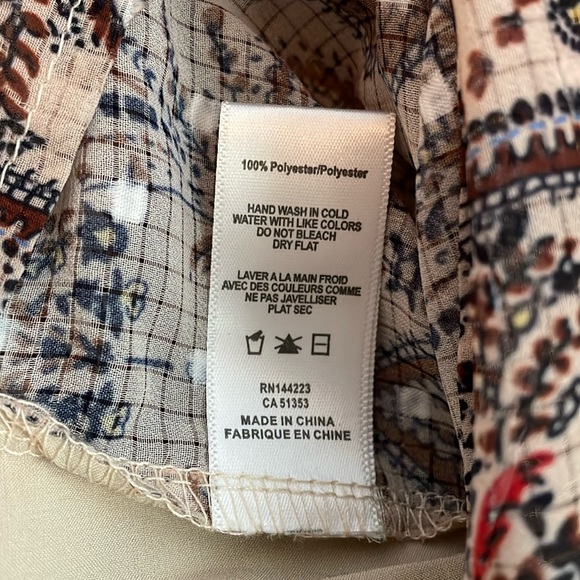 100% Polyester/Polyester
HAND WASH IN COLD
WATER WITH LIKE COLORS
DO NOT BLEACH
DRY FLAT
LAVER A LA MAIN FROID
AVEC DES COULEURS COMME
NE PAS JAVELLISER
PLAT SEC
RN144223
CA 51353
MADE IN CHINA
FABRIQUE EN CHINE